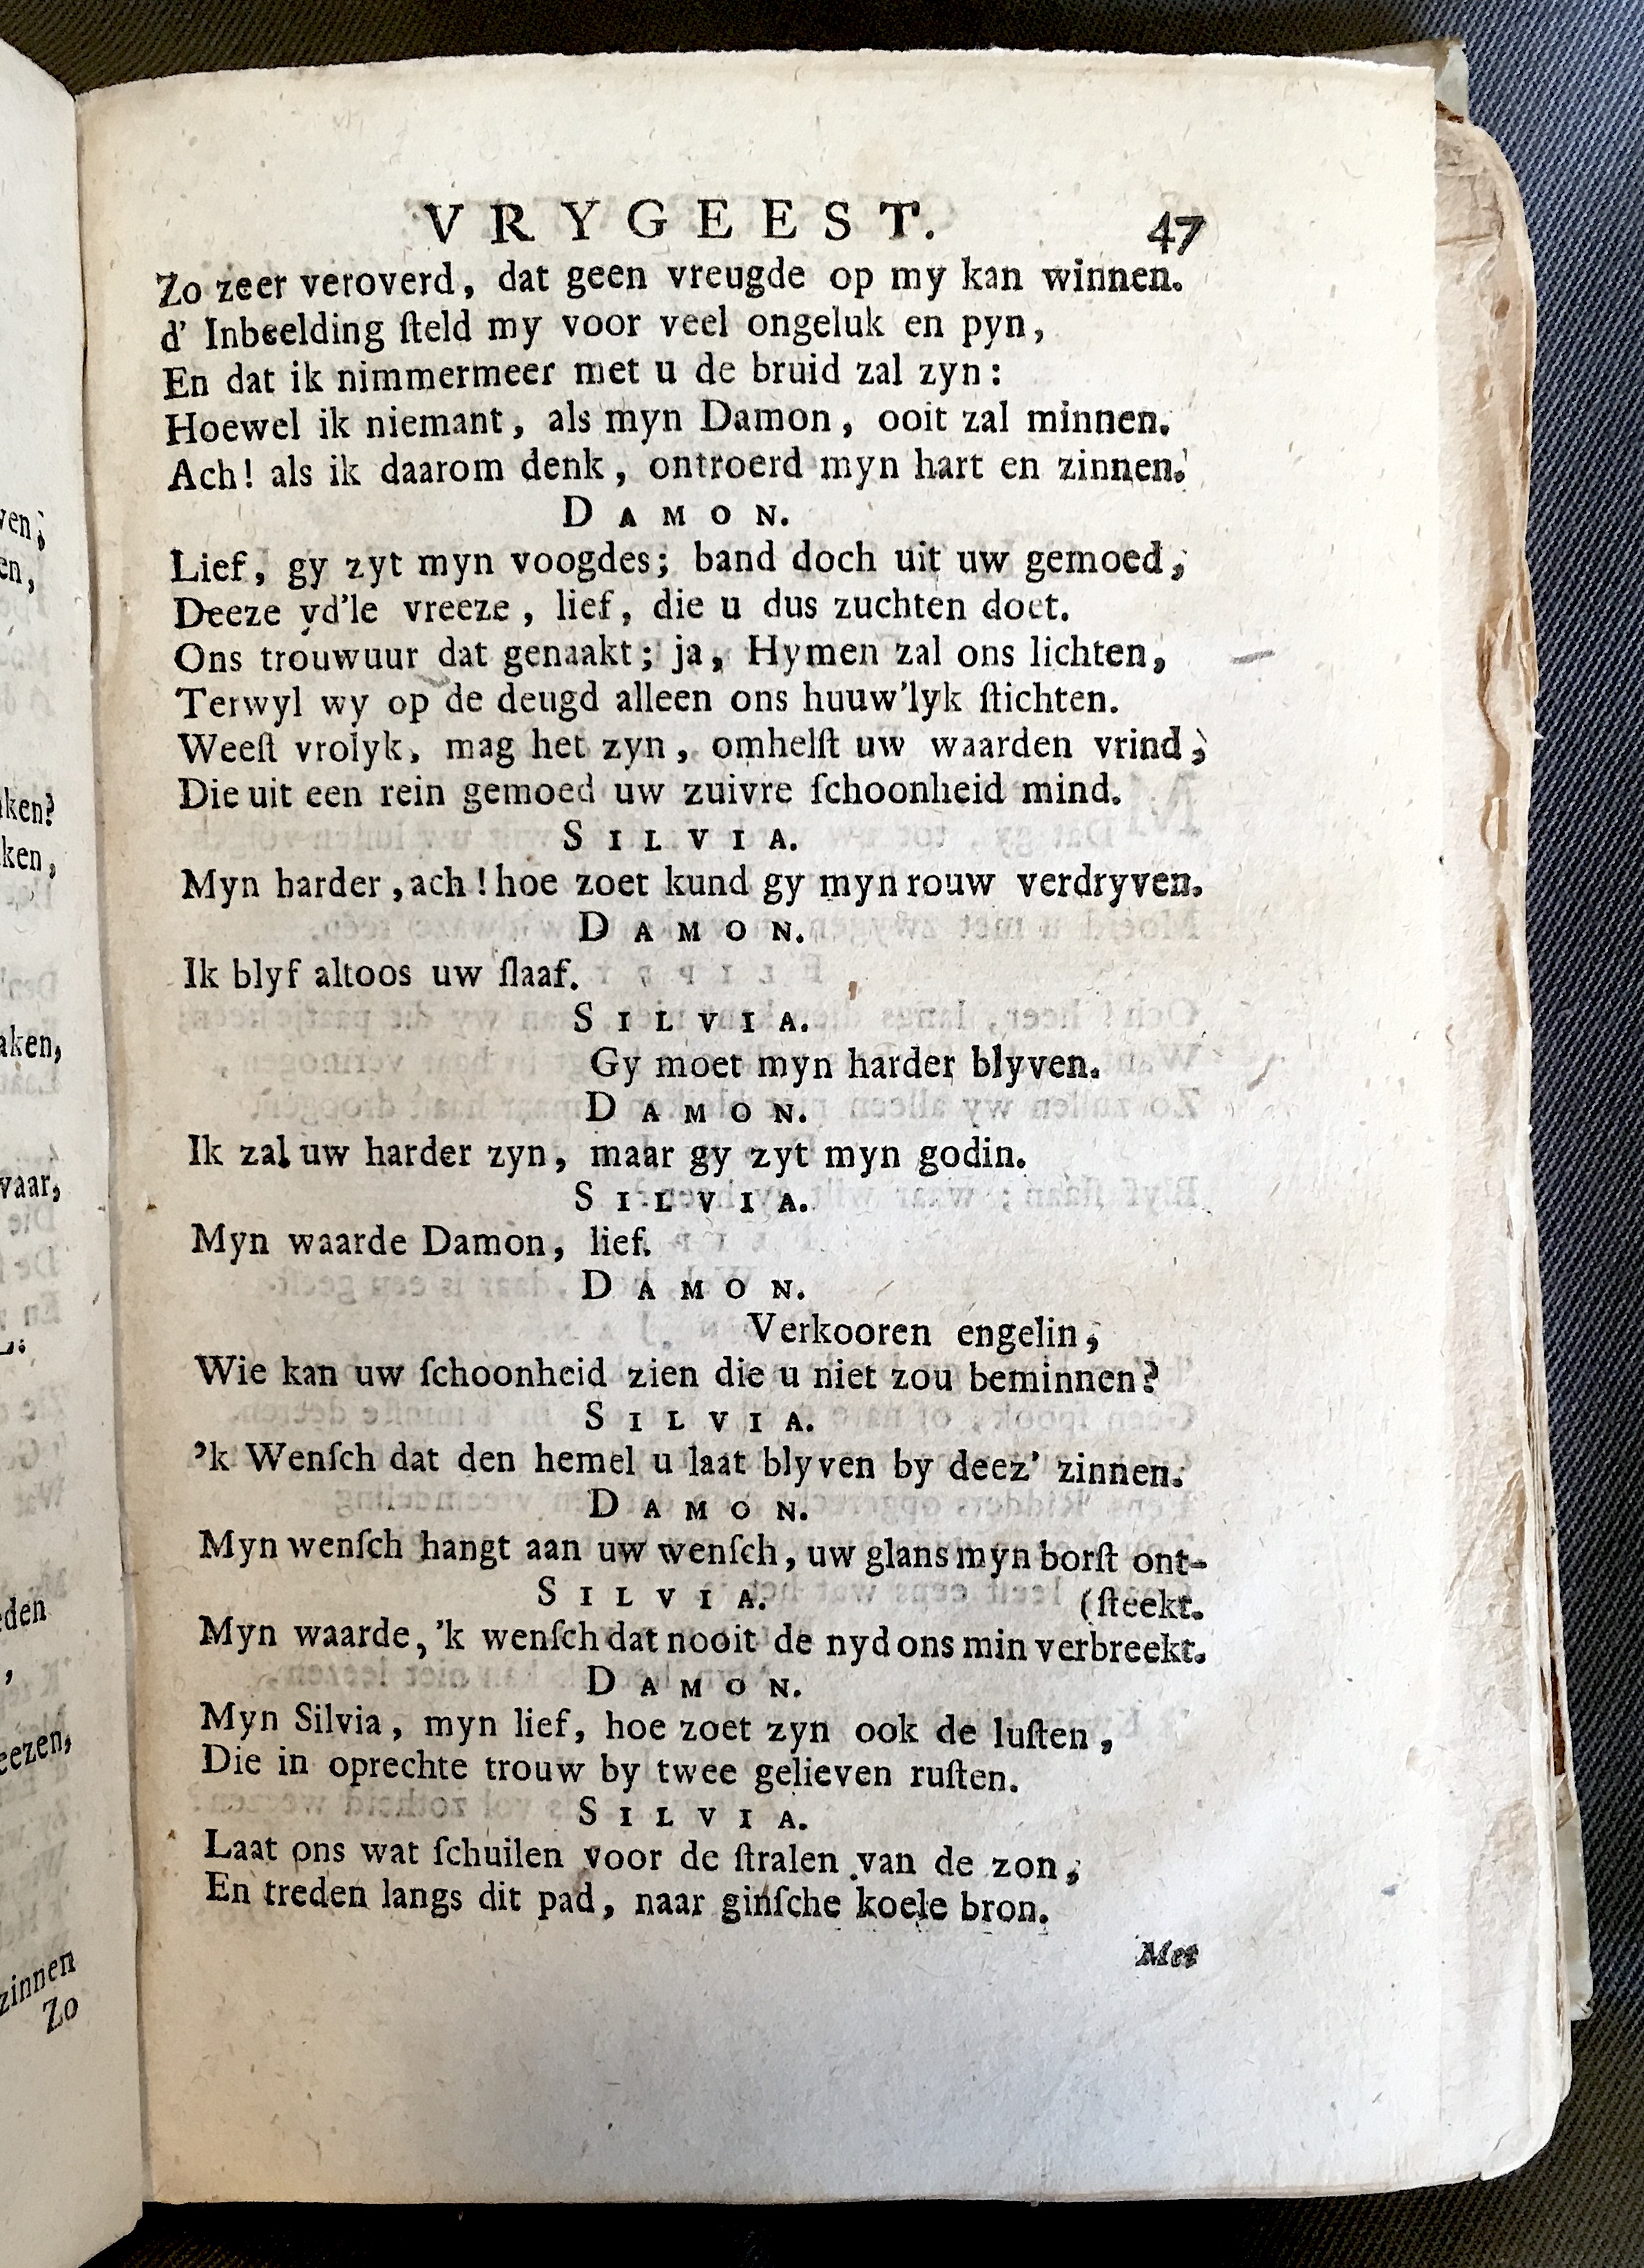 VRYGEEST. 47
Zo zeer veroverd, dat geen vreugde op my kan winnen.
d' Inbeelding ſteld my voor veel ongeluk en pyn,
En dat ik nimmermeer met u de bruid zal zyn:
Hoewel ik niemant, als myn Damon, ooit zal minnen.
Ach! als ik daarom denk, ontroerd myn hart en zinnen.
DAMON.
Lief, gy zyt myn voogdes; band doch uit uw gemoed,
Deeze yd'le vreeze, lief, die u dus zuchten doet.
Ons trouwuur dat genaakt; ja, Hymen zal ons lichten,
Terwyl wy op de deugd alleen ons huuw'lyk ſtichten.
Weeſt vrolyk, mag het zyn, omhelſt uw waarden vrind,
Die uit een rein gemoed uw zuivre ſchoonheid mind.
SILVIA.
Myn harder, ach! hoe zoet kund gy myn rouw verdryven.
DAMON.
Ik blyf altoos uw ſlaaf.
SILVIA.
Gy moet myn harder blyven.
DAMON.
Ik zal uw harder zyn, maar gy zyt myn godin.
SILVIA.
Myn waarde Damon, lief.
DAMON.
Verkooren engelin,
Wie kan uw ſchoonheid zien die u niet zou beminnen?
SILVIA.
'k Wenſch dat den hemel u laat blyven by deez' zinnen.
DAMON.
Myn wenſch hangt aan uw wenſch, uw glans myn borſt ont-
SILVIA. (ſteekt.
Myn waarde, 'k wenſch dat nooit de nyd ons min verbreekt.
DAMON.
Myn Silvia, myn lief, hoe zoet zyn ook de luſten,
Die in oprechte trouw by twee gelieven ruſten.
SILVIA.
Laat ons wat ſchuilen voor de ſtralen van de zon,
En treden langs dit pad, naar ginſche koele bron.
Met